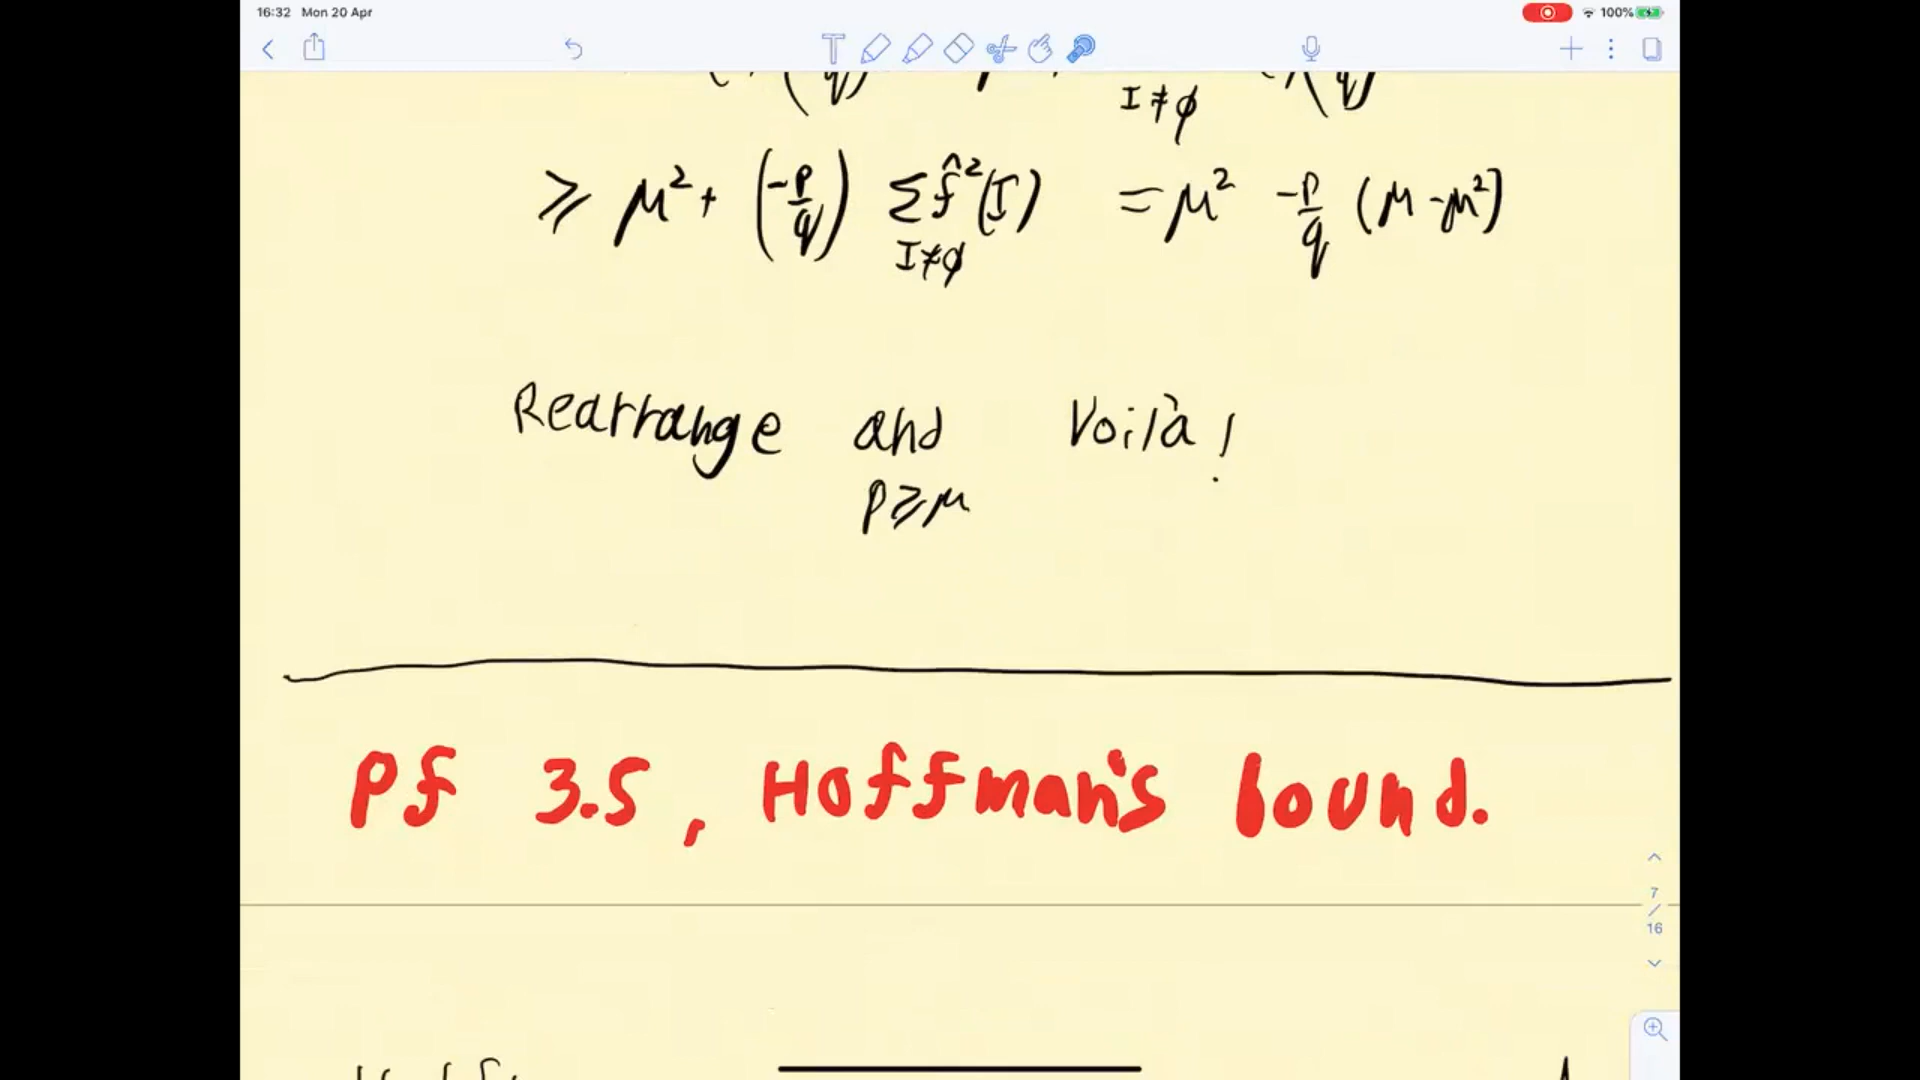 16:32 Mon 20 Apr
100%
I ≠ ϕ
≥ μ² + (-p/q) Σ f̂²(I) = μ² -p/q (μ - μ²)
I ≠ ϕ
Rearrange and Voilà!
p ≥ μ
Pf 3.5, Hoffman's bound.
7
/
16